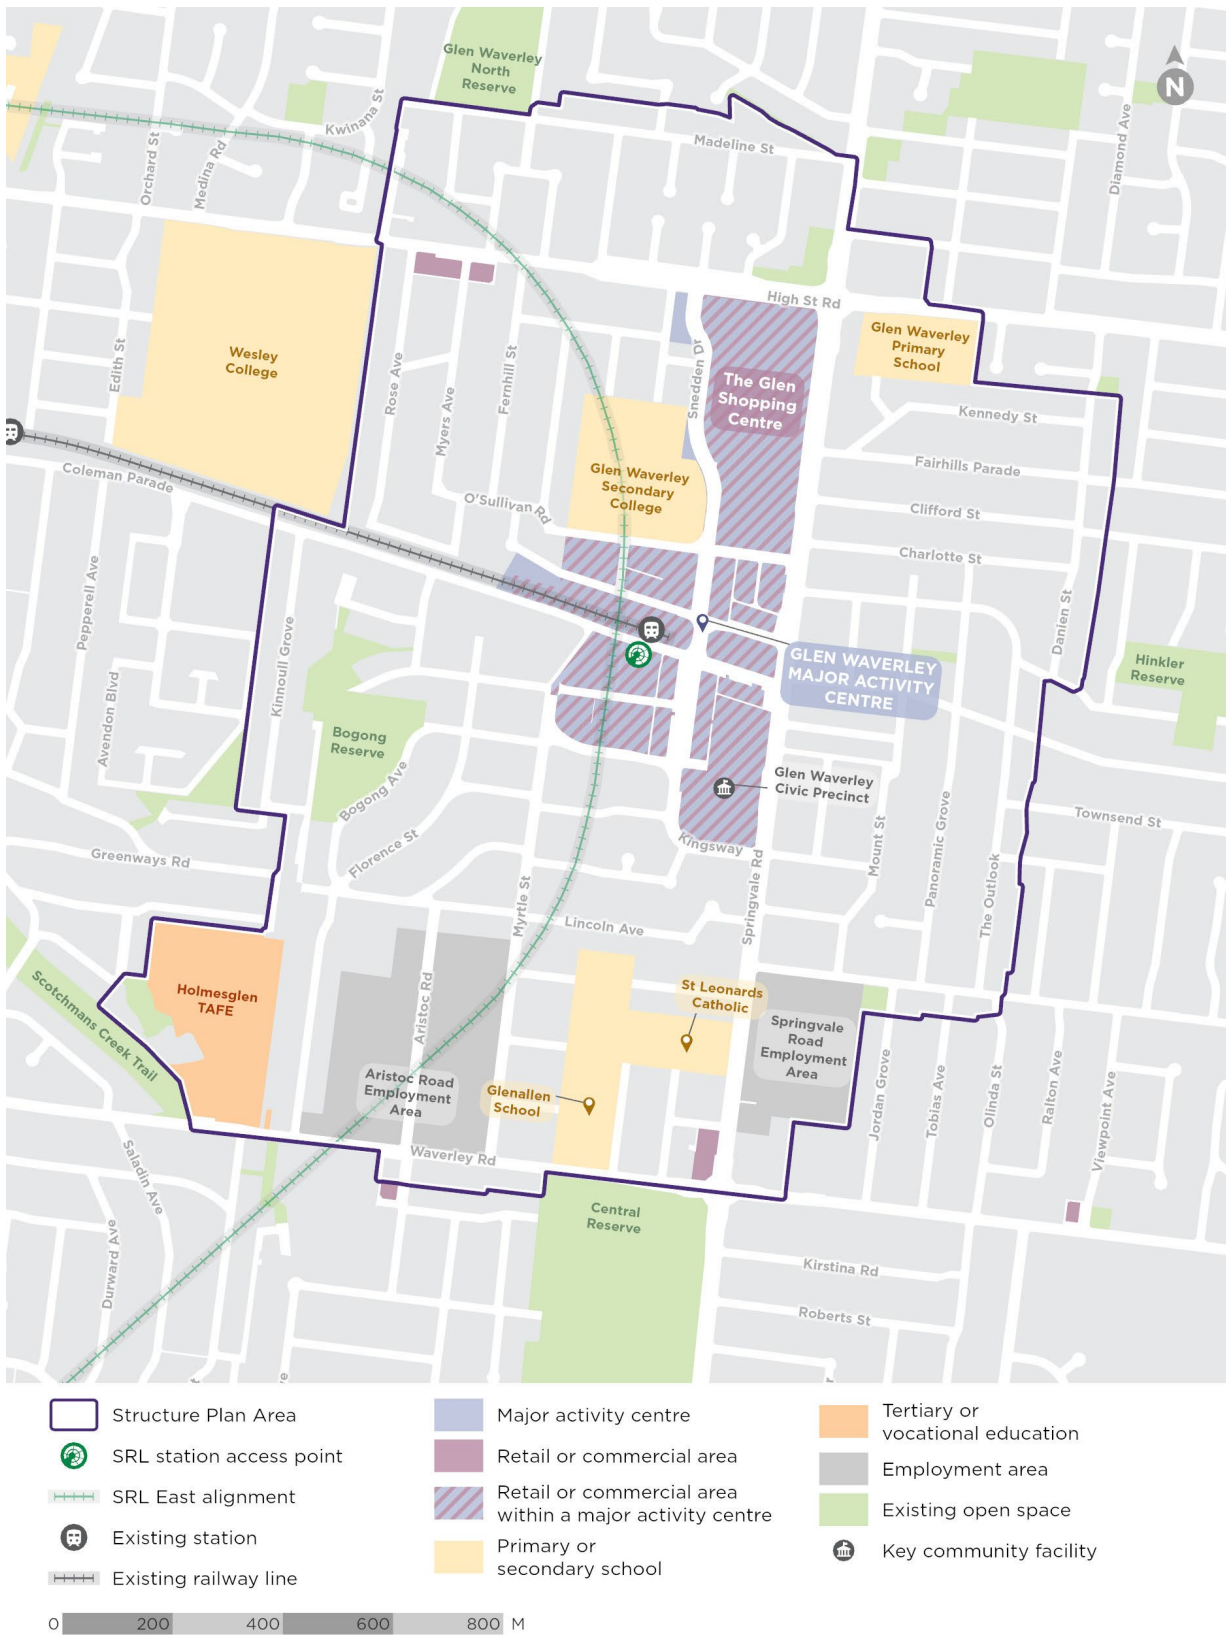 Glen Waverley
North
Reserve
N
Kwinana St
Orchard St
Medina Rd
Madeline St
Diamond Ave
High St Rd
Wesley
College
Edith St
Rose Ave
Myers Ave
Fernhill St
Snedden Dr
The Glen
Shopping
Centre
Glen Waverley
Primary
School
Kennedy St
Fairhills Parade
Clifford St
Charlotte St
Coleman Parade
O'Sullivan Rd
Glen Waverley
Secondary
College
Pepperell Ave
Kinnoull Grove
Avendon Blvd
Danien St
Hinkler
Reserve
GLEN WAVERLEY
MAJOR ACTIVITY
CENTRE
Bogong
Reserve
Bogong Ave
Florence St
Glen Waverley
Civic Precinct
Kingsway
Greenways Rd
Myrtle St
Lincoln Ave
Springvale Rd
Mount St
Panoramic Grove
The Outlook
Townsend St
Scotchmans Creek Trail
Holmesglen
TAFE
Aristoc Rd
St Leonards
Catholic
Springvale
Road
Employment
Area
Aristoc Road
Employment
Area
Glenallen
School
Jordan Grove
Tobias Ave
Olinda St
Ralton Ave
Viewpoint Ave
Waverley Rd
Saladin Ave
Durward Ave
Central
Reserve
Kirstina Rd
Roberts St
Structure Plan Area
SRL station access point
SRL East alignment
Existing station
Existing railway line
Major activity centre
Retail or commercial area
Retail or commercial area
within a major activity centre
Primary or
secondary school
Tertiary or
vocational education
Employment area
Existing open space
Key community facility
0 200 400 600 800 M